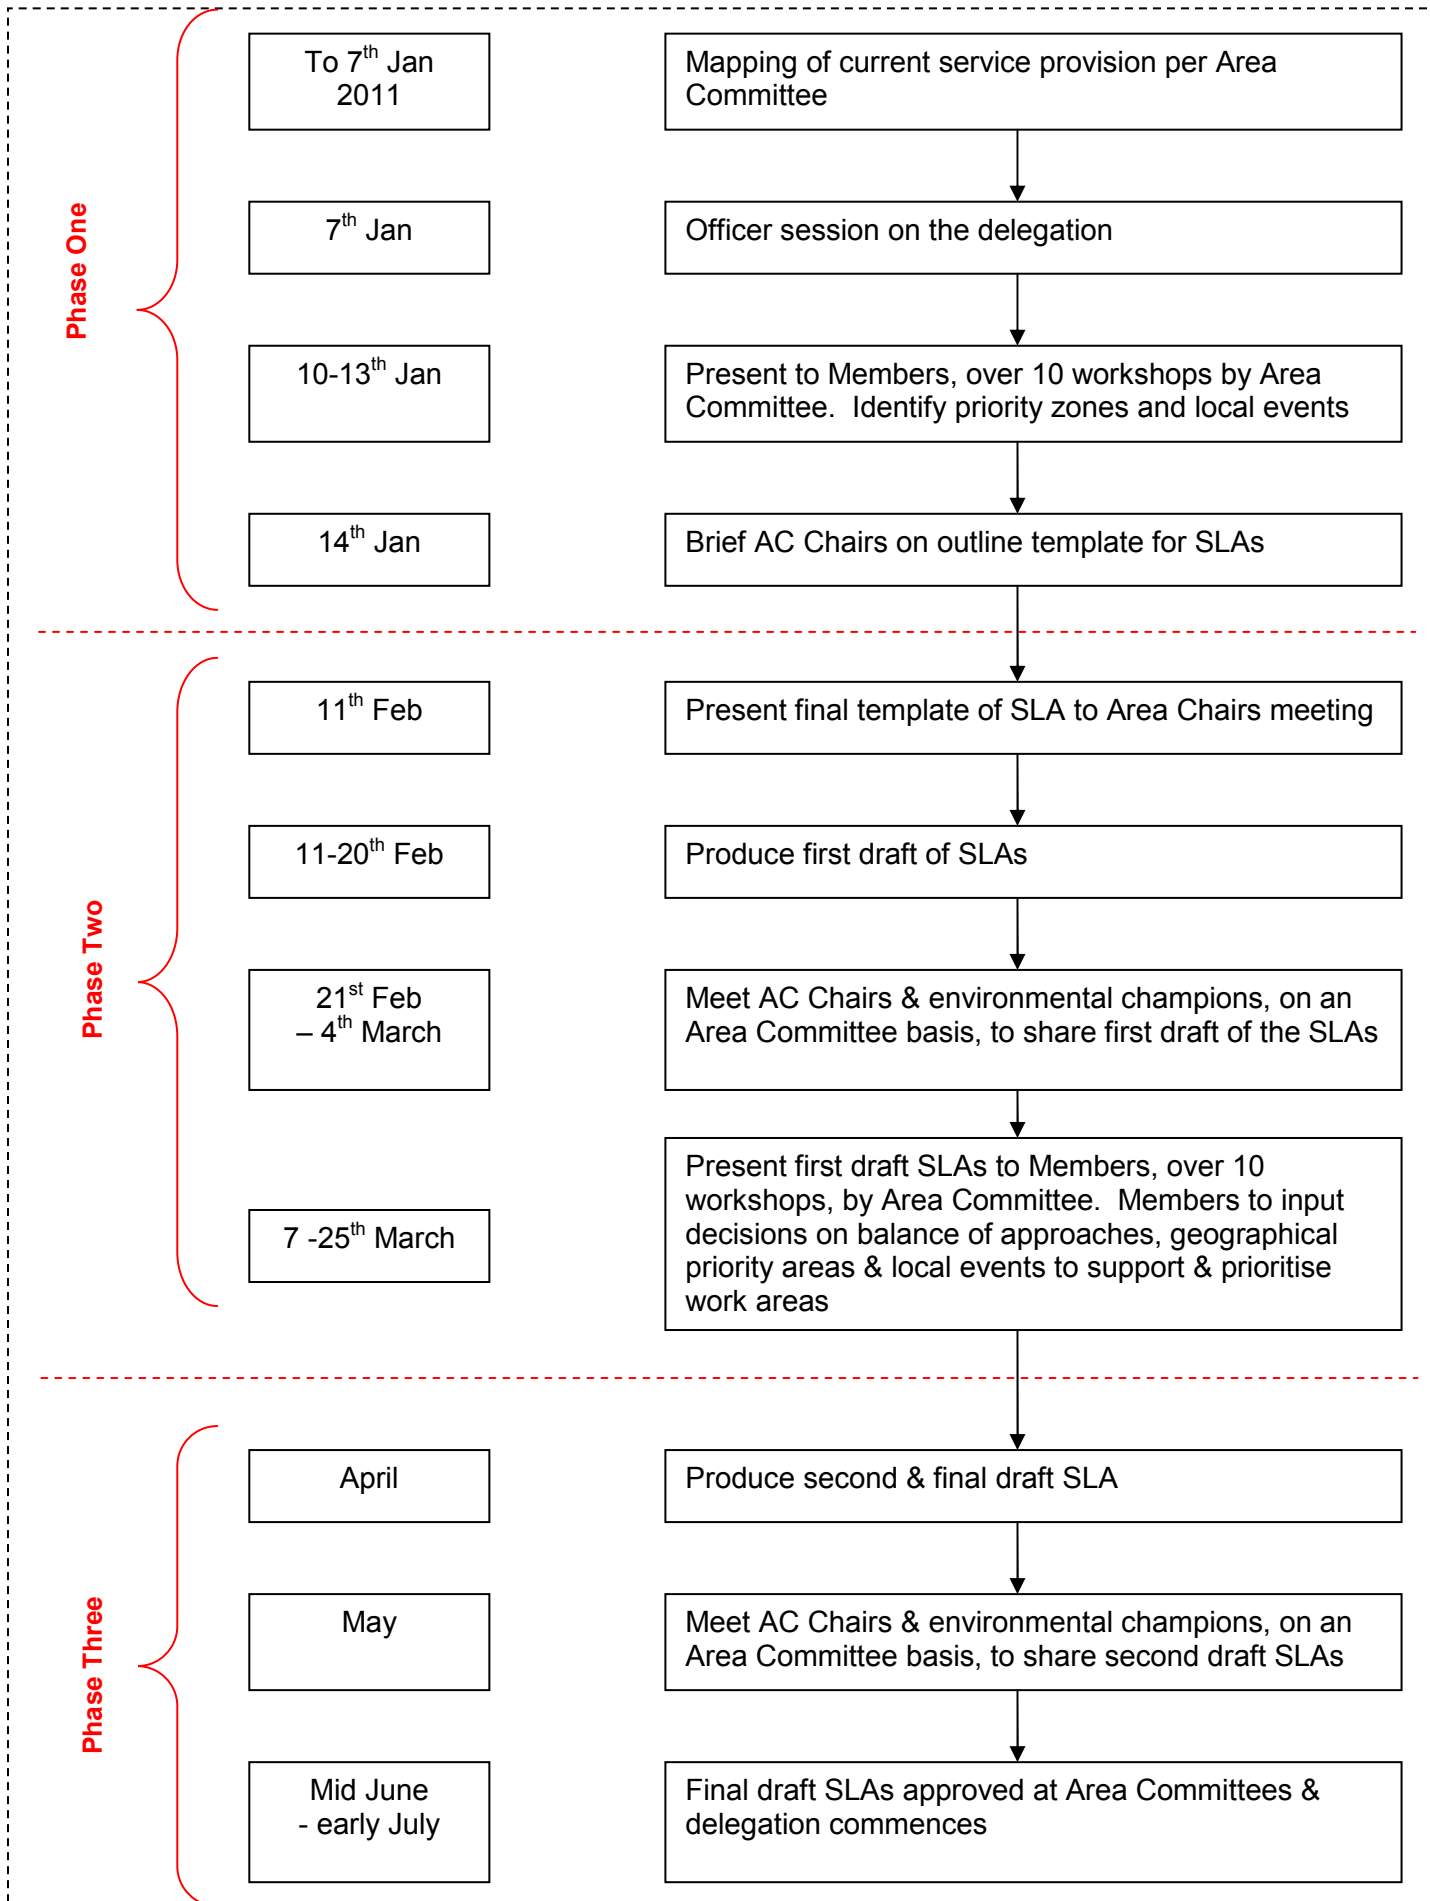 Phase One
To 7th Jan
2011
Mapping of current service provision per Area
Committee
7th Jan
Officer session on the delegation
10-13th Jan
Present to Members, over 10 workshops by Area
Committee.  Identify priority zones and local events
14th Jan
Brief AC Chairs on outline template for SLAs
Phase Two
11th Feb
Present final template of SLA to Area Chairs meeting
11-20th Feb
Produce first draft of SLAs
21st Feb
– 4th March
Meet AC Chairs & environmental champions, on an
Area Committee basis, to share first draft of the SLAs
7 -25th March
Present first draft SLAs to Members, over 10
workshops, by Area Committee.  Members to input
decisions on balance of approaches, geographical
priority areas & local events to support & prioritise
work areas
Phase Three
April
Produce second & final draft SLA
May
Meet AC Chairs & environmental champions, on an
Area Committee basis, to share second draft SLAs
Mid June
- early July
Final draft SLAs approved at Area Committees &
delegation commences